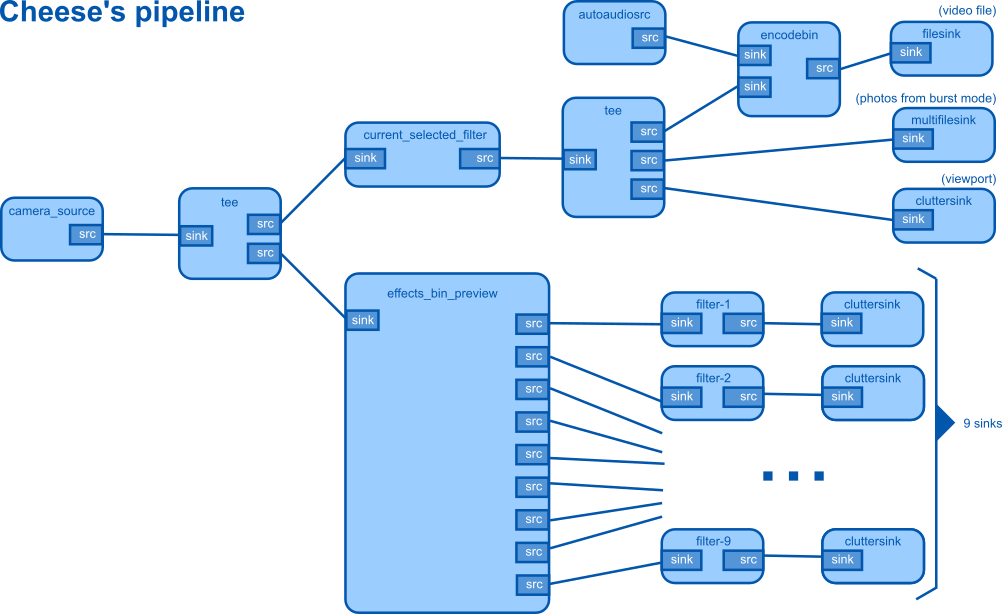 Cheese's pipeline
autoaudiosrc
src
(video file)
encodebin
sink
sink
src
filesink
sink
(photos from burst mode)
multifilesink
sink
(viewport)
cluttersink
sink
tee
sink
src
src
src
current_selected_filter
sink
src
camera_source
src
tee
sink
src
src
effects_bin_preview
sink
src
src
src
src
src
src
src
src
src
filter-1
sink
src
cluttersink
sink
filter-2
sink
src
cluttersink
sink
filter-9
sink
src
cluttersink
sink
9 sinks